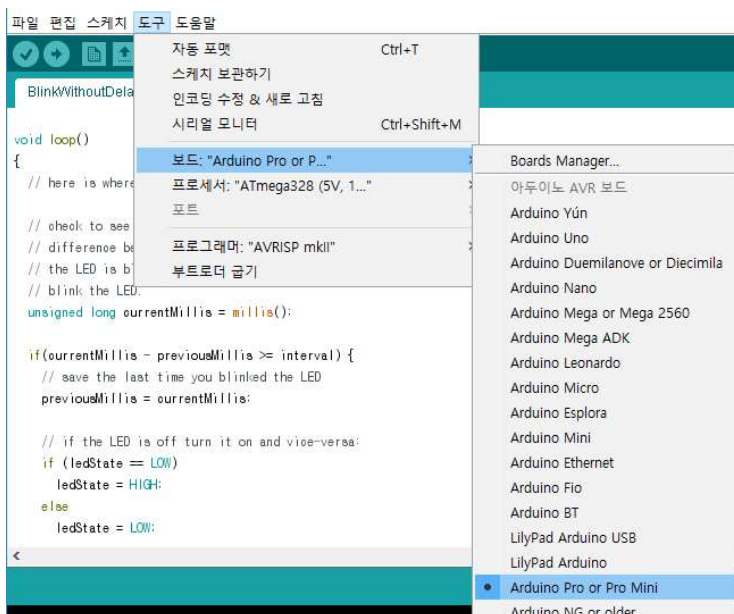 파일 편집 스케치 도구 도움말
자동 포맷 Ctrl+T
스케치 보관하기
인코딩 수정 & 새로 고침
시리얼 모니터 Ctrl+Shift+M
보드: "Arduino Pro or P..."
프로세서: "ATmega328 (5V, 1..."
포트
프로그래머: "AVRISP mkII"
부트로더 굽기
Boards Manager...
아두이노 AVR 보드
Arduino Yún
Arduino Uno
Arduino Duemilanove or Diecimila
Arduino Nano
Arduino Mega or Mega 2560
Arduino Mega ADK
Arduino Leonardo
Arduino Micro
Arduino Esplora
Arduino Mini
Arduino Ethernet
Arduino Fio
Arduino BT
LilyPad Arduino USB
LilyPad Arduino
Arduino Pro or Pro Mini
Arduino NG or older
BlinkWithoutDela
void loop()
{
// here is where
// check to see
// difference be
// the LED is bl
// blink the LED.
unsigned long currentMillis = millis();
if(currentMillis - previousMillis >= interval) {
// save the last time you blinked the LED
previousMillis = currentMillis;
// if the LED is off turn it on and vice-versa:
if (ledState == LOW)
ledState = HIGH;
else
ledState = LOW;